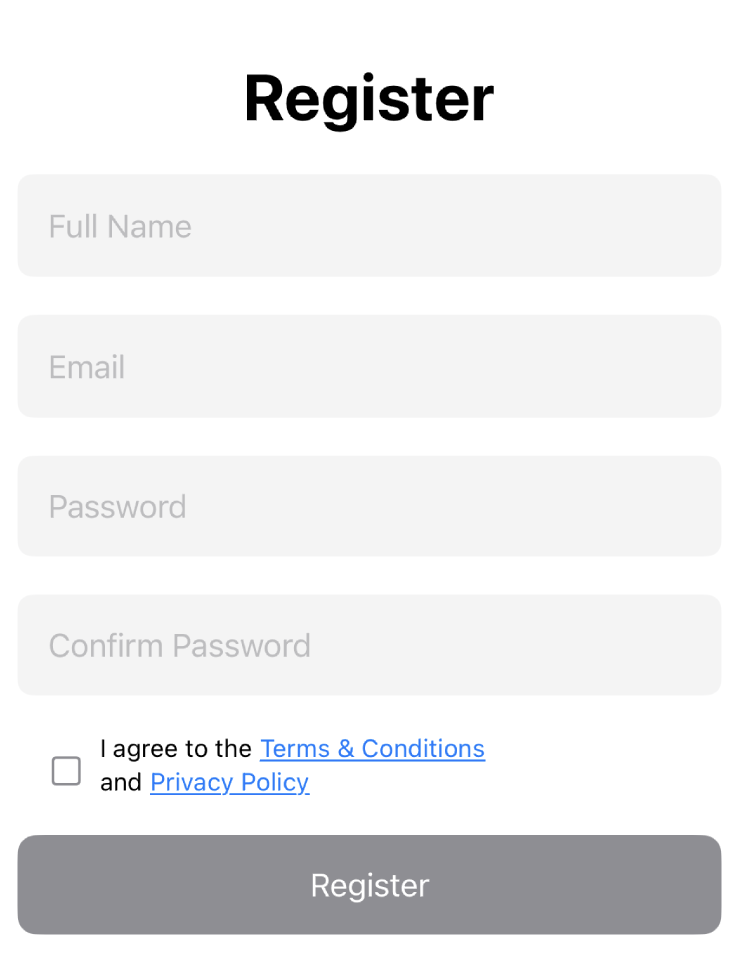 Register
Full Name
Email
Password
Confirm Password
I agree to the Terms & Conditions
and Privacy Policy
Register